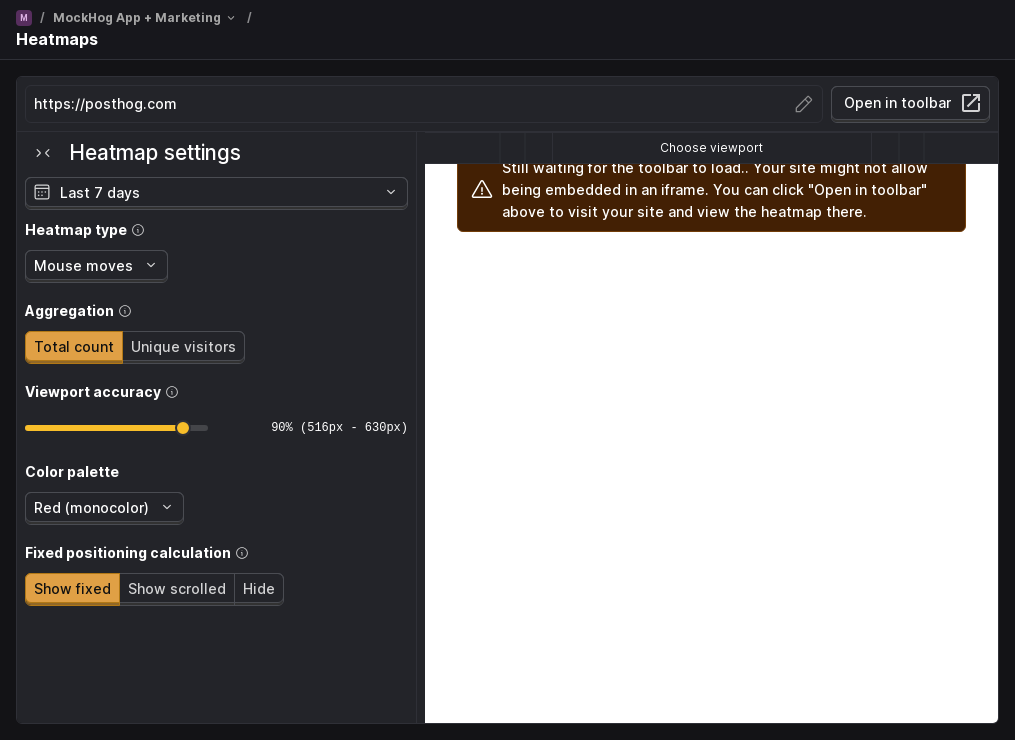 M / MockHog App + Marketing /
Heatmaps
https://posthog.com
Open in toolbar
Heatmap settings
Last 7 days
Heatmap type
Mouse moves
Aggregation
Total count Unique visitors
Viewport accuracy
90% (516px - 630px)
Color palette
Red (monocolor)
Fixed positioning calculation
Show fixed Show scrolled Hide
Choose viewport
Still waiting for the toolbar to load.. Your site might not allow
being embedded in an iframe. You can click "Open in toolbar"
above to visit your site and view the heatmap there.